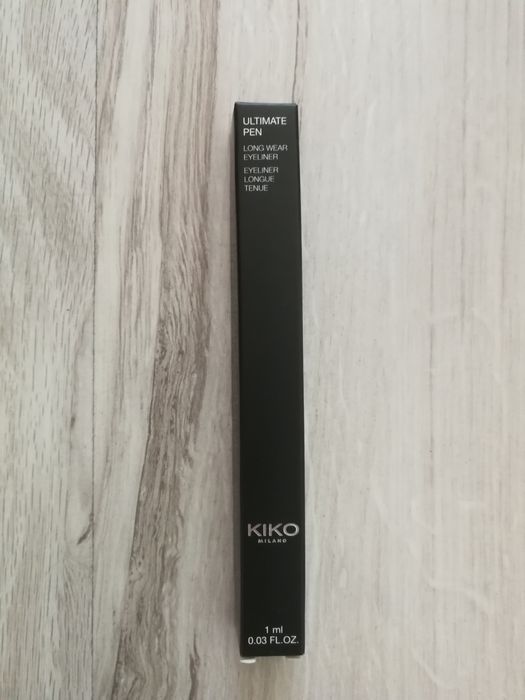 ULTIMATE
PEN
LONG WEAR
EYELINER
EYELINER
LONGUE
TENUE
KIKO
MILANO
1 ml
0.03 FL.OZ.